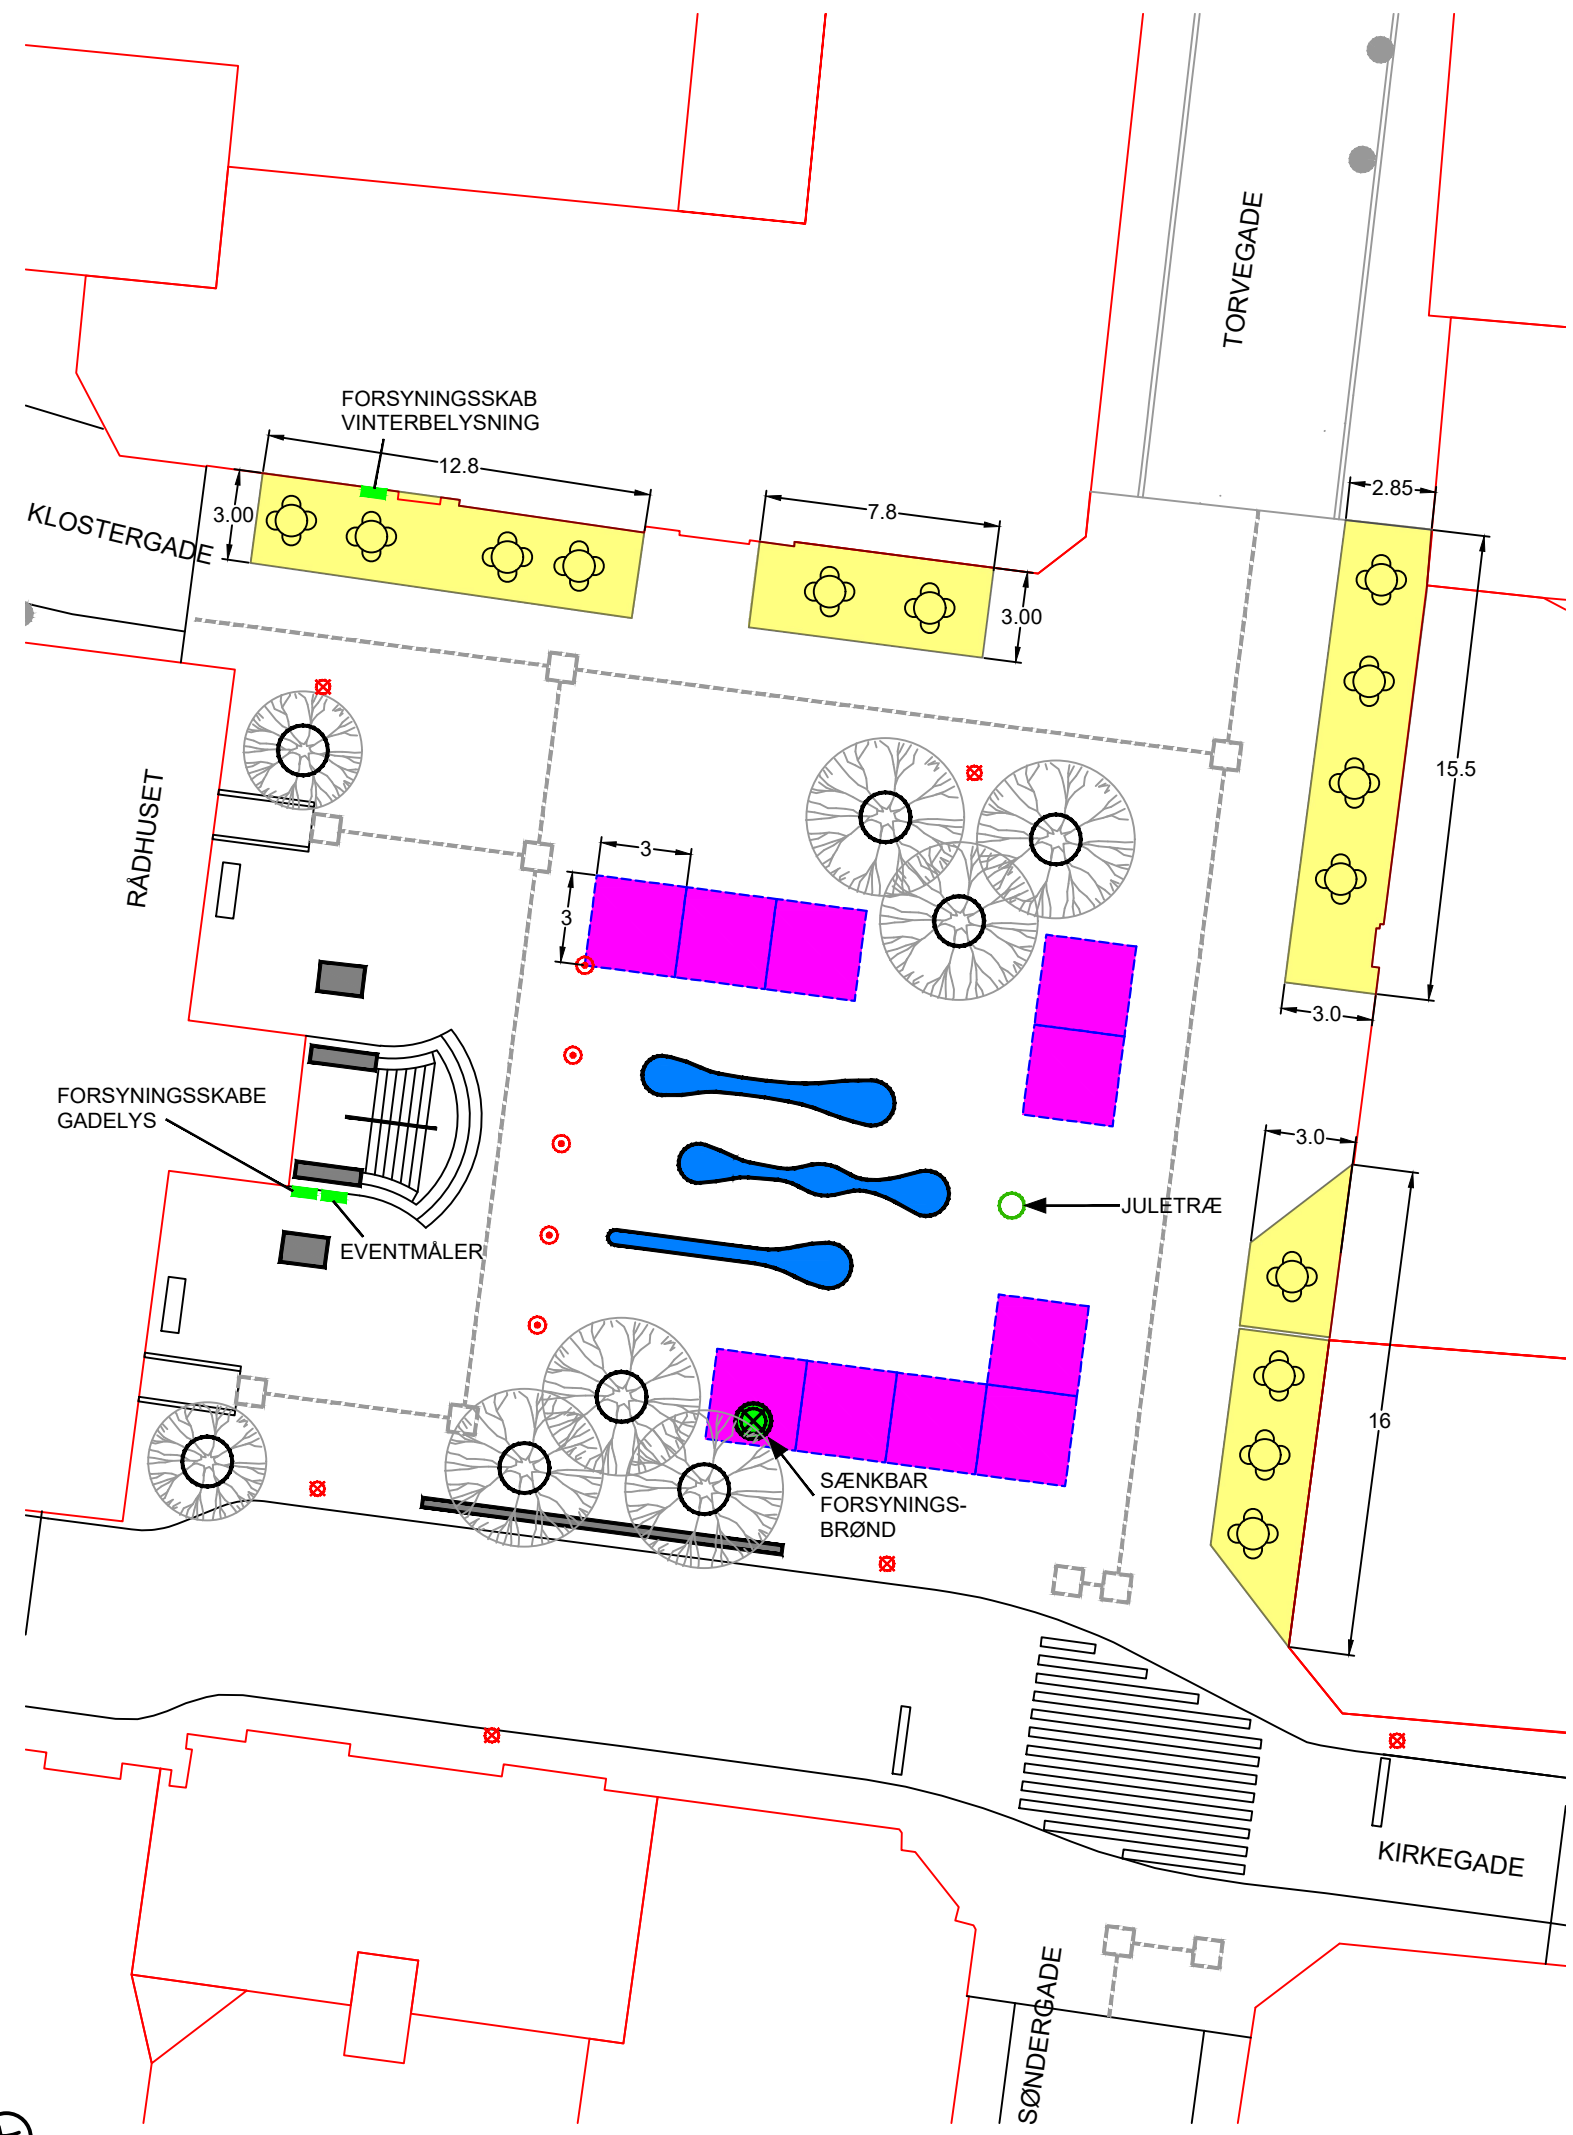 TORVEGADE
FORSYNINGSSKAB
VINTERBELYSNING
12.8
3.00
KLOSTERGADE
7.8
3.00
2.85
15.5
RÅDHUSET
3
3
3.0
FORSYNINGSSKABE
GADELYS
EVENTMÅLER
3.0
JULETRÆ
16
SÆNKBAR
FORSYNINGS-
BRØND
KIRKEGADE
SØNDERGADE